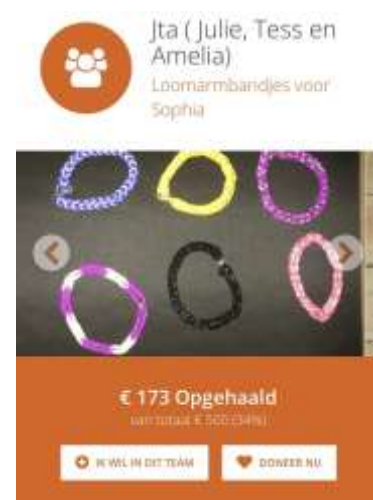 Jta ( Julie, Tess en
Amelia)
Loomarmbandjes voor
Sophia
€ 173 Opgehaald
van totaal € 500 (34%)
IK WIL IN DIT TEAM
DONEER NU